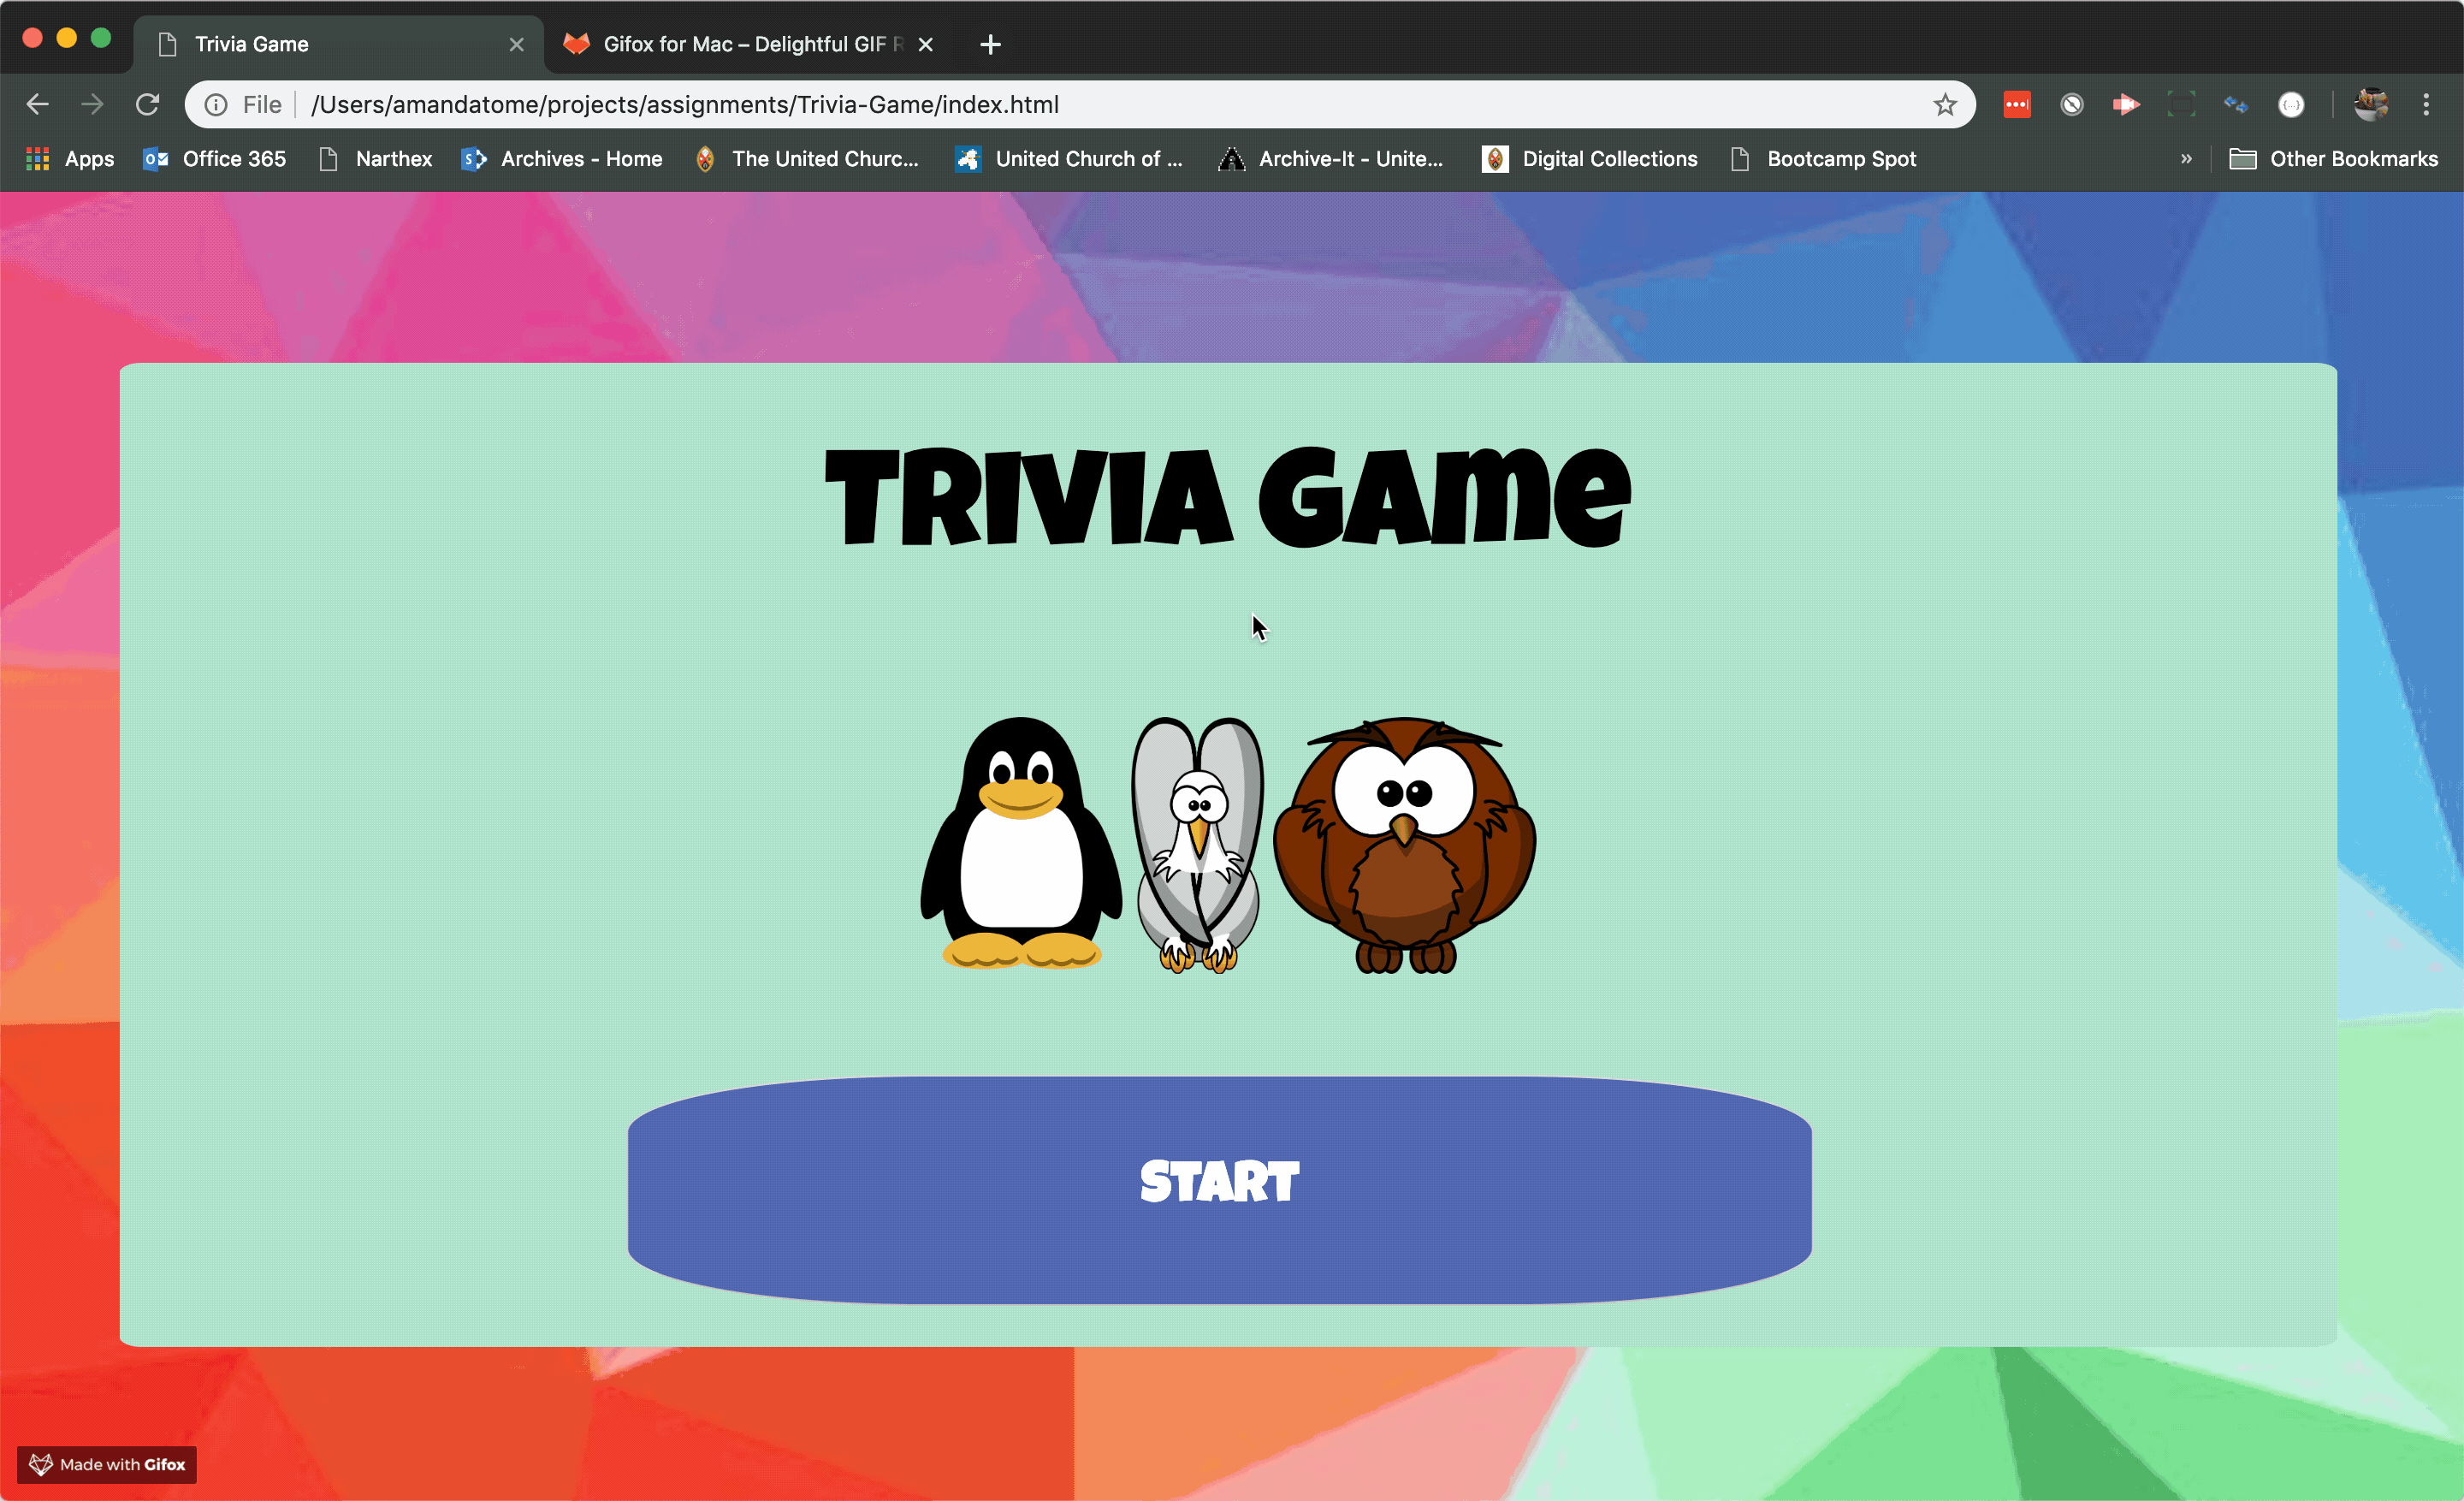 Trivia Game
Gifox for Mac – Delightful GIF R
File /Users/amandatome/projects/assignments/Trivia-Game/index.html
Apps Office 365 Narthex Archives - Home The United Churc... United Church of ... Archive-It - Unite... Digital Collections Bootcamp Spot » Other Bookmarks
TRIVIA GAme
START
Made with Gifox